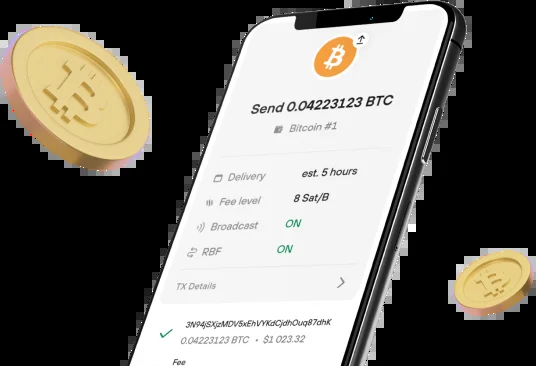 Send 0.04223123 BTC
Bitcoin #1
Delivery est. 5 hours
Fee level 8 Sat/B
Broadcast ON
RBF ON
TX Details
3N94jSXjzMDV5xEhVYKdCjdhOuq87dhK
0.04223123 BTC • $1 023.32
Fee